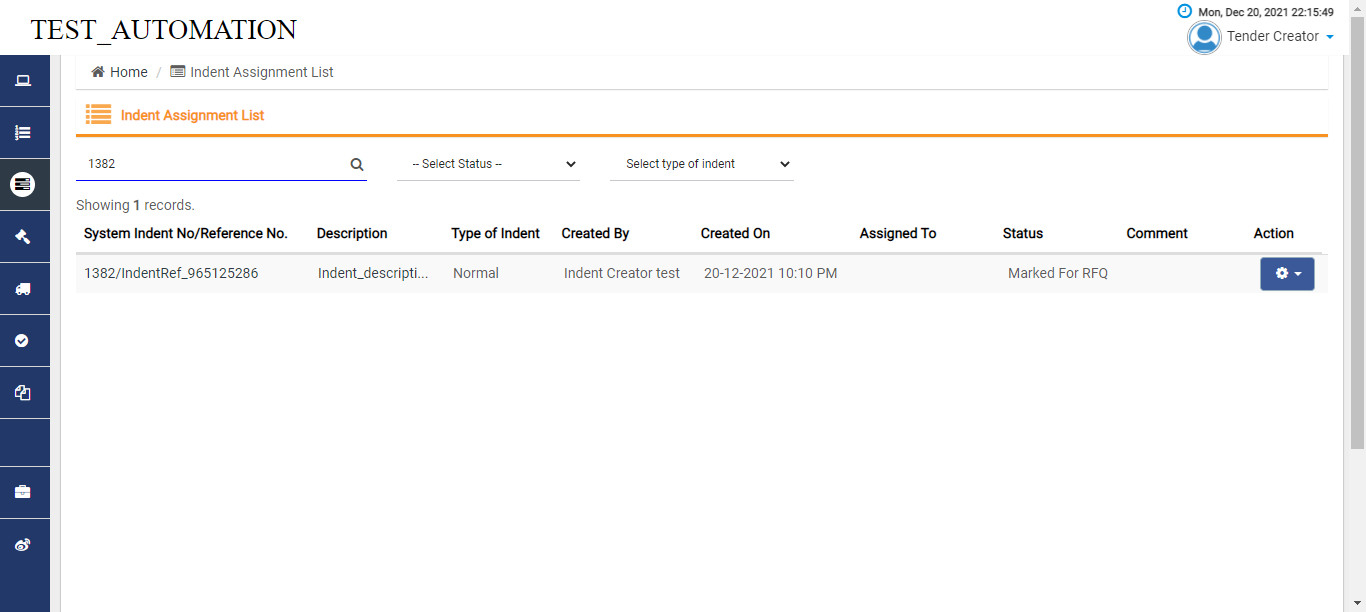 TEST_AUTOMATION
Mon, Dec 20, 2021 22:15:49
Tender Creator
Home / Indent Assignment List
Indent Assignment List
1382 -- Select Status -- Select type of indent
Showing 1 records.
System Indent No/Reference No. Description Type of Indent Created By Created On Assigned To Status Comment Action
1382/IndentRef_965125286 Indent_descripti... Normal Indent Creator test 20-12-2021 10:10 PM Marked For RFQ